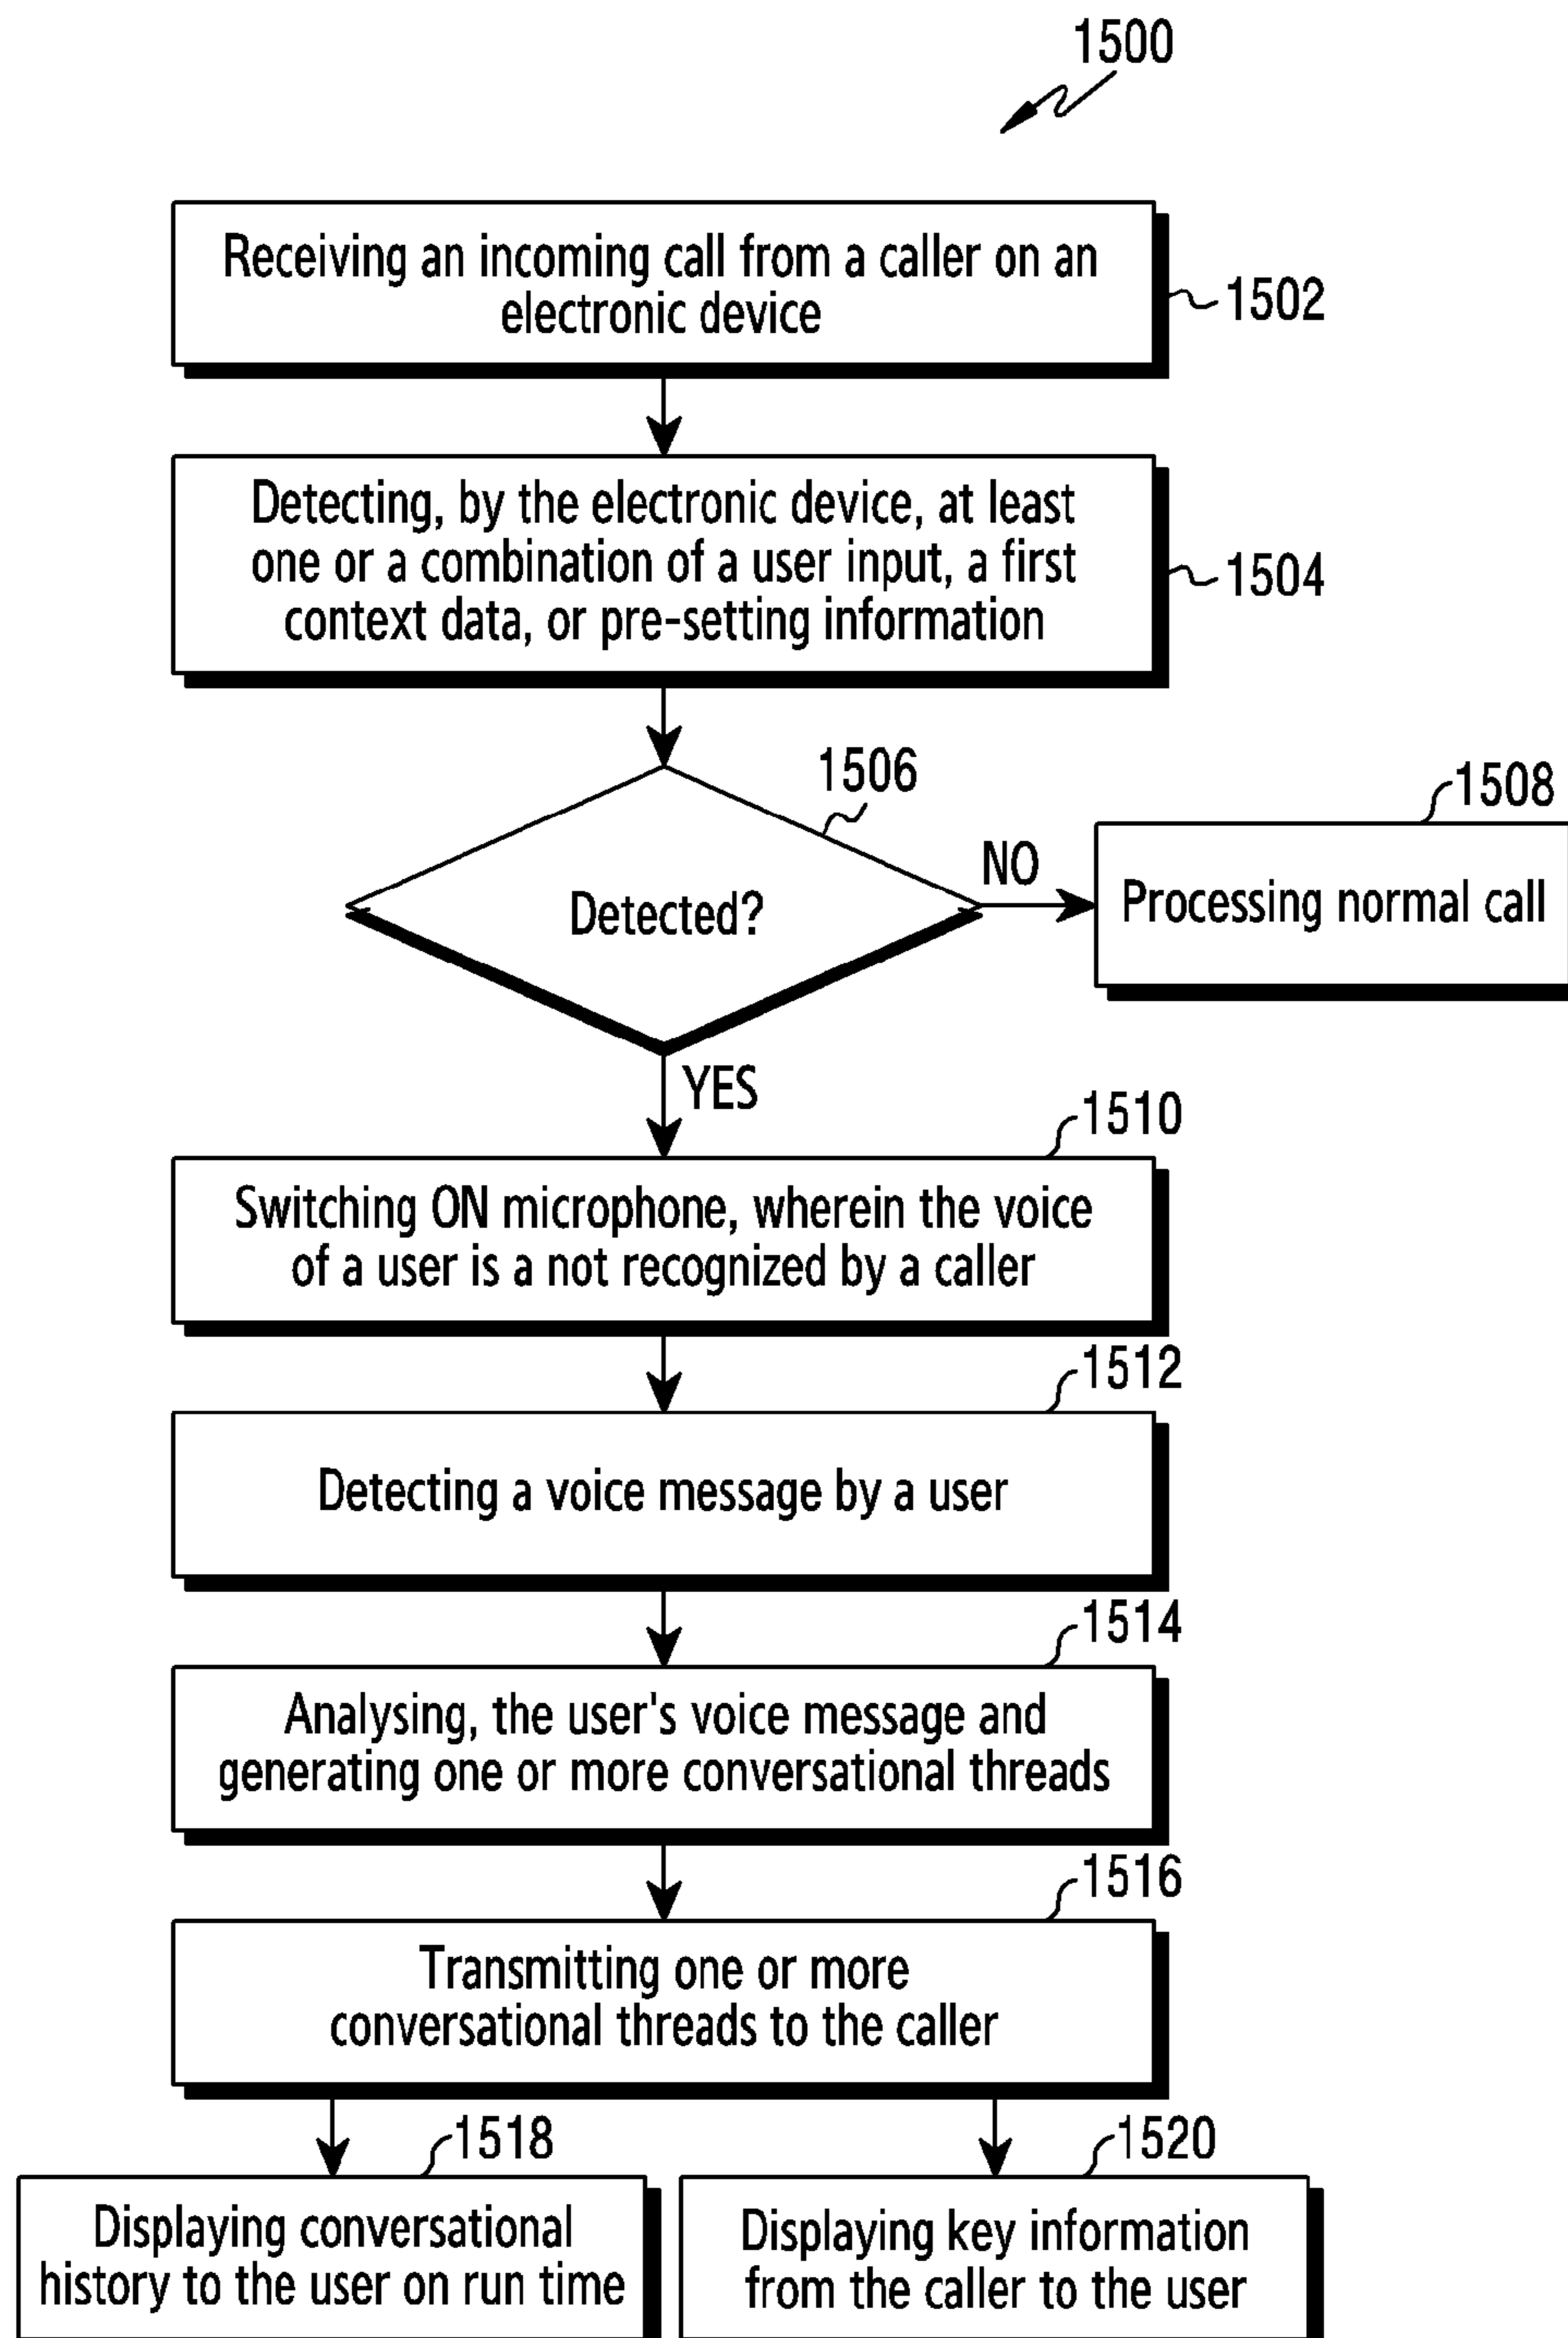 1500
Receiving an incoming call from a caller on an
electronic device
1502
Detecting, by the electronic device, at least
one or a combination of a user input, a first
context data, or pre-setting information
1504
1506
Detected?
NO
1508
Processing normal call
YES
1510
Switching ON microphone, wherein the voice
of a user is a not recognized by a caller
1512
Detecting a voice message by a user
1514
Analysing, the user's voice message and
generating one or more conversational threads
1516
Transmitting one or more
conversational threads to the caller
1518
Displaying conversational
history to the user on run time
1520
Displaying key information
from the caller to the user